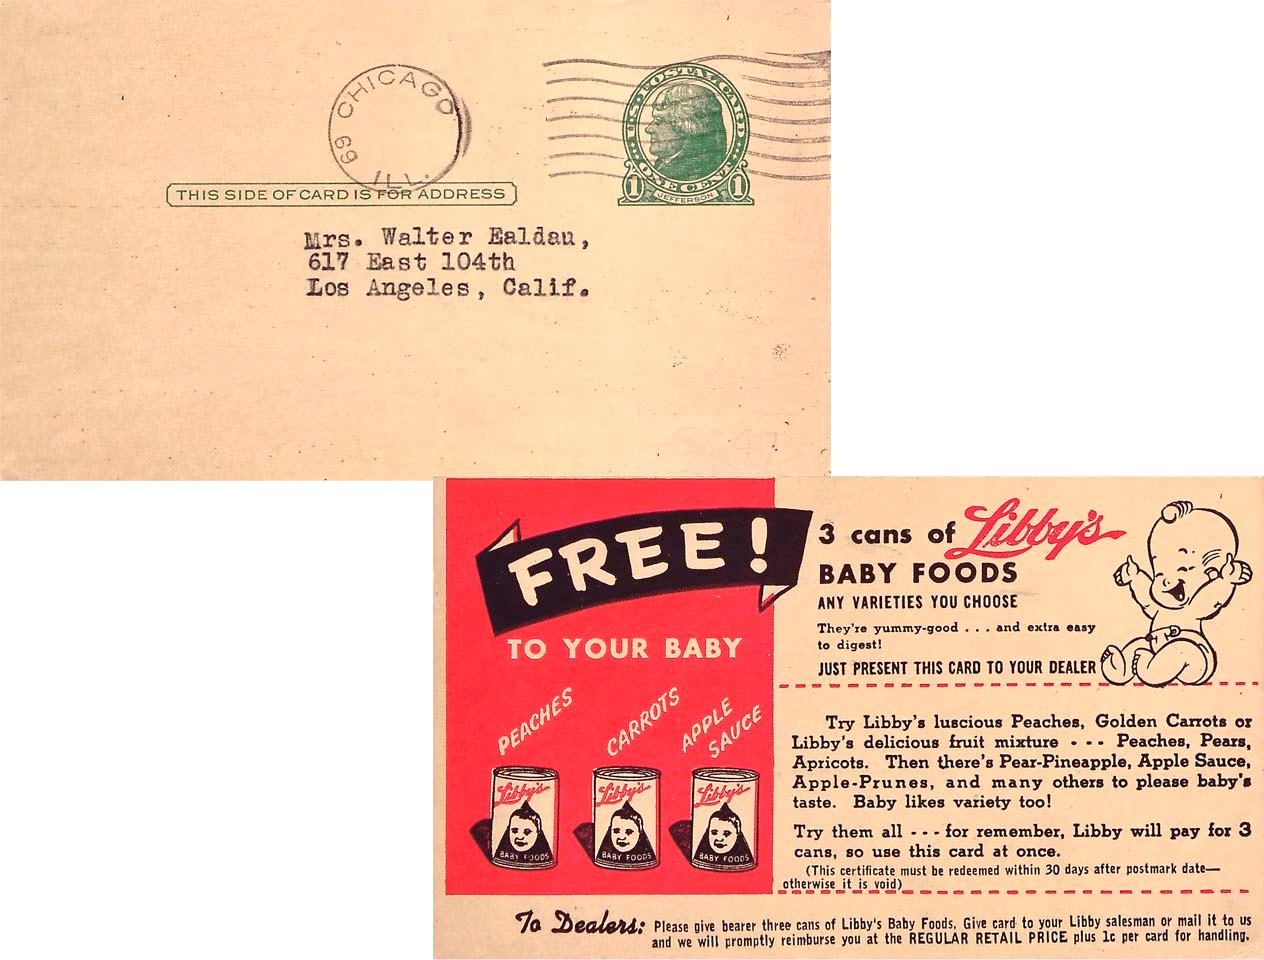 CHICAGO
69
ILL.
U.S. POSTAL CARD
ONE CENT
1 1
JEFFERSON
THIS SIDE OF CARD IS FOR ADDRESS
Mrs. Walter Ealdau,
617 East 104th
Los Angeles, Calif.
FREE!
TO YOUR BABY
PEACHES
CARROTS
APPLE
SAUCE
Libby's
BABY FOODS
Libby's
BABY FOODS
Libby's
BABY FOODS
3 cans of Libby's
BABY FOODS
ANY VARIETIES YOU CHOOSE
They're yummy-good . . . and extra easy
to digest!
JUST PRESENT THIS CARD TO YOUR DEALER
Try Libby's luscious Peaches, Golden Carrots or
Libby's delicious fruit mixture - - - Peaches, Pears,
Apricots. Then there's Pear-Pineapple, Apple Sauce,
Apple-Prunes, and many others to please baby's
taste. Baby likes variety too!
Try them all - - - for remember, Libby will pay for 3
cans, so use this card at once.
(This certificate must be redeemed within 30 days after postmark date—
otherwise it is void)
To Dealers: Please give bearer three cans of Libby's Baby Foods. Give card to your Libby salesman or mail it to us
and we will promptly reimburse you at the REGULAR RETAIL PRICE plus 1c per card for handling.